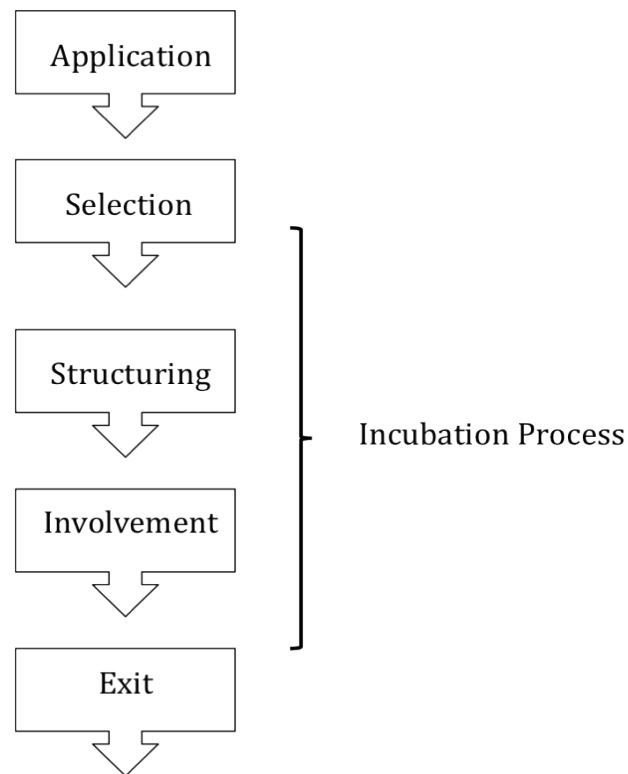 Application
Selection
Structuring
Incubation Process
Involvement
Exit